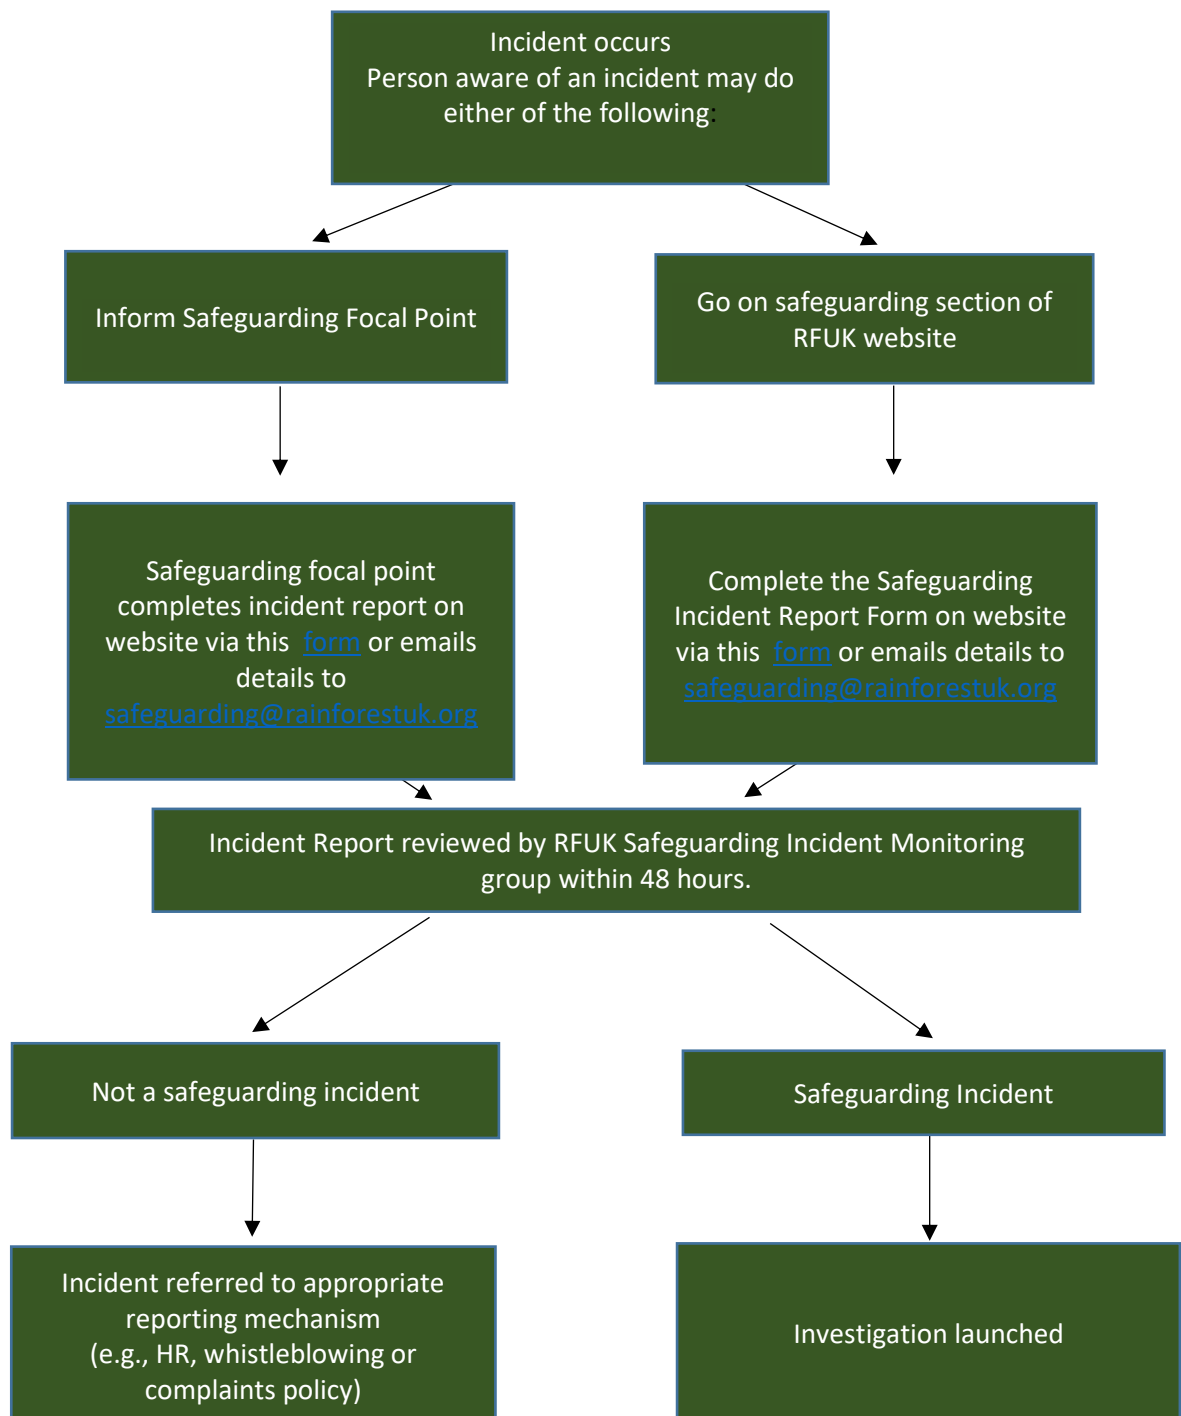 Incident occurs
Person aware of an incident may do
either of the following:
Inform Safeguarding Focal Point
Go on safeguarding section of
RFUK website
Safeguarding focal point
completes incident report on
website via this form or emails
details to
safeguarding@rainforestuk.org
Complete the Safeguarding
Incident Report Form on website
via this form or emails details to
safeguarding@rainforestuk.org
Incident Report reviewed by RFUK Safeguarding Incident Monitoring
group within 48 hours.
Not a safeguarding incident
Safeguarding Incident
Incident referred to appropriate
reporting mechanism
(e.g., HR, whistleblowing or
complaints policy)
Investigation launched